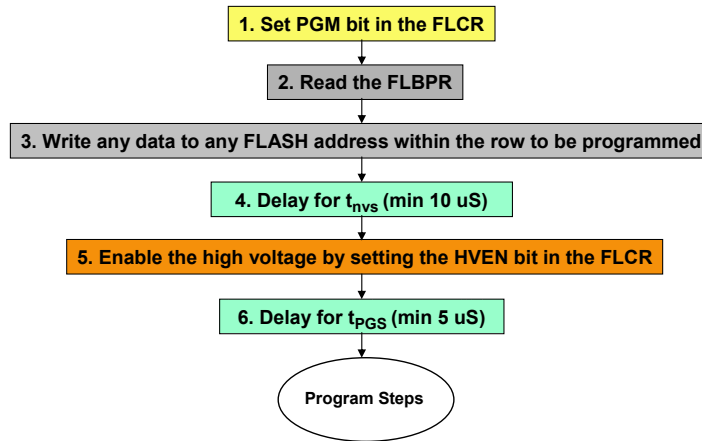 1. Set PGM bit in the FLCR
2. Read the FLBPR
3. Write any data to any FLASH address within the row to be programmed
4. Delay for tnvs (min 10 uS)
5. Enable the high voltage by setting the HVEN bit in the FLCR
6. Delay for tPGS (min 5 uS)
Program Steps